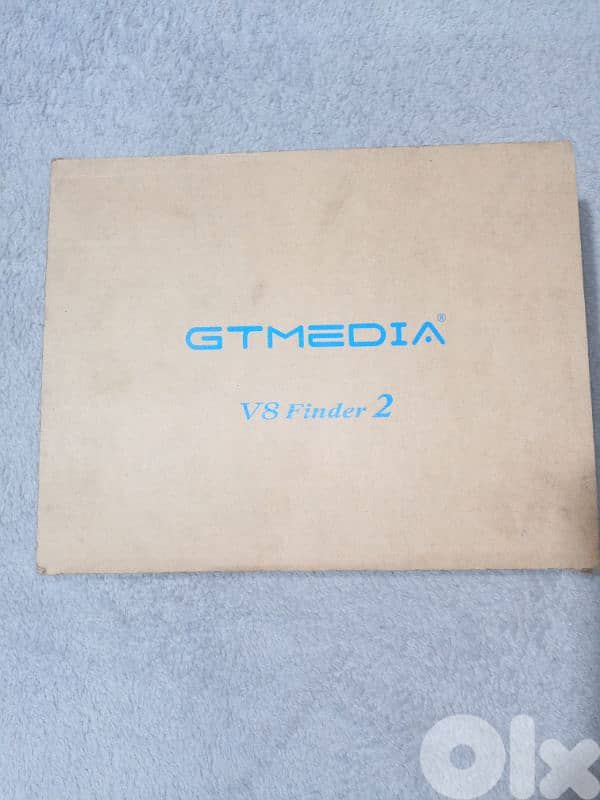 GTMEDIA®
V8 Finder 2
Olx